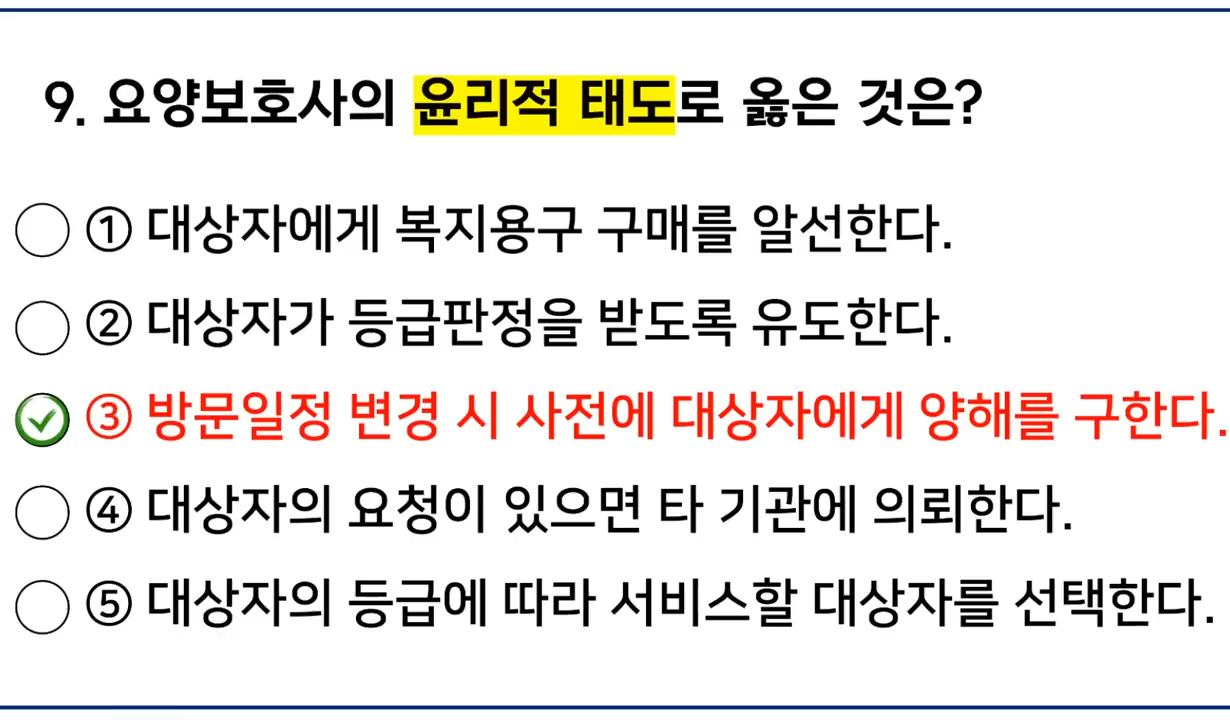 9. 요양보호사의 윤리적 태도로 옳은 것은?
① 대상자에게 복지용구 구매를 알선한다.
② 대상자가 등급판정을 받도록 유도한다.
③ 방문일정 변경 시 사전에 대상자에게 양해를 구한다.
④ 대상자의 요청이 있으면 타 기관에 의뢰한다.
⑤ 대상자의 등급에 따라 서비스할 대상자를 선택한다.